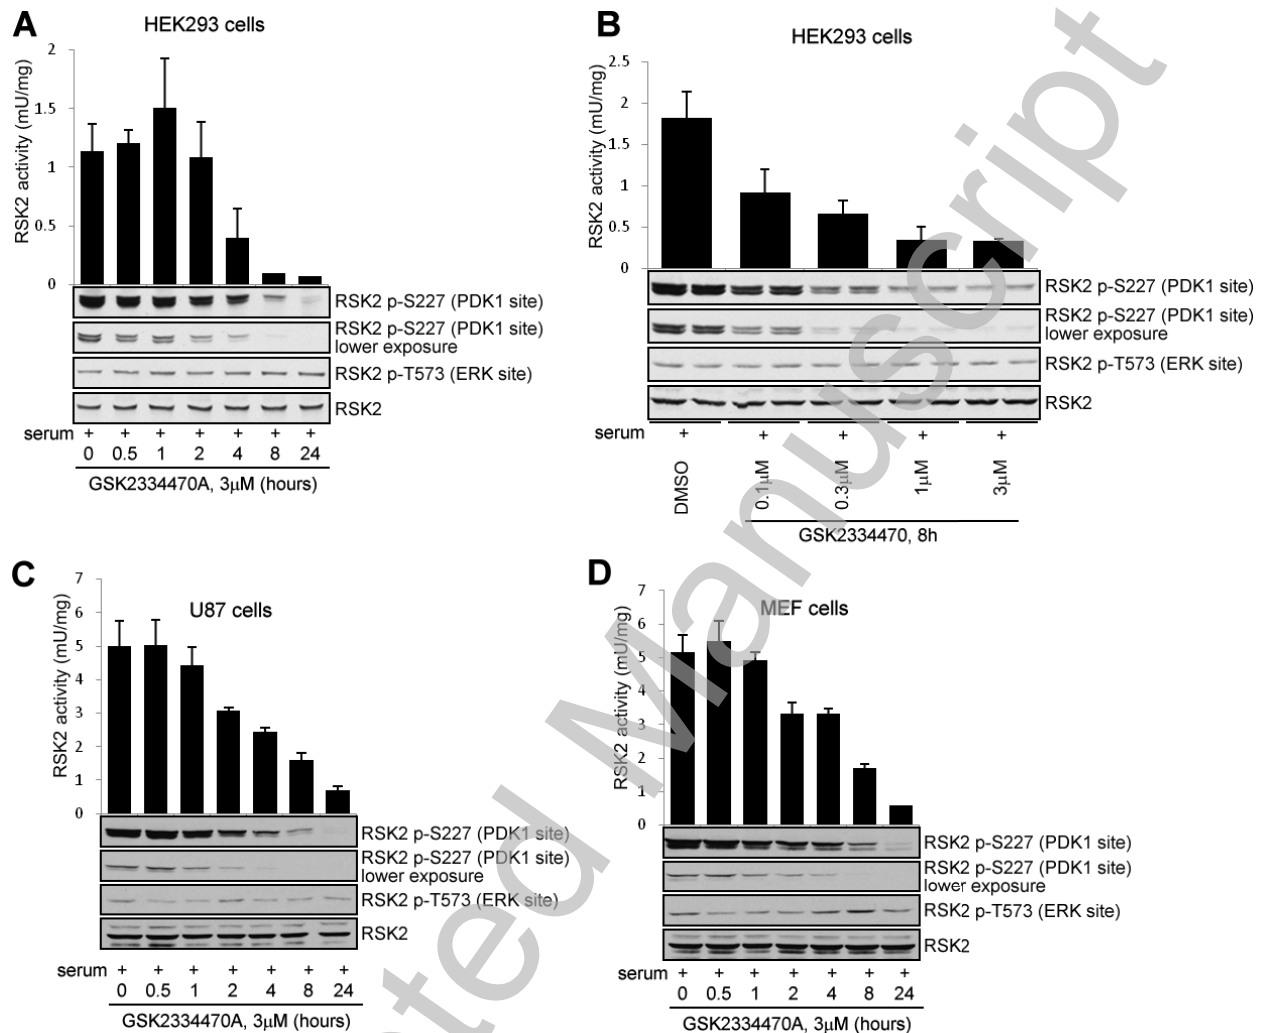 A
HEK293 cells
RSK2 activity (mU/mg)
2
1.5
1
0.5
0
RSK2 p-S227 (PDK1 site)
RSK2 p-S227 (PDK1 site)
lower exposure
RSK2 p-T573 (ERK site)
RSK2
serum + + + + + + +
0 0.5 1 2 4 8 24
GSK2334470A, 3μM (hours)
B
HEK293 cells
RSK2 activity (mU/mg)
2.5
2
1.5
1
0.5
0
RSK2 p-S227 (PDK1 site)
RSK2 p-S227 (PDK1 site)
lower exposure
RSK2 p-T573 (ERK site)
RSK2
serum + + + + +
DMSO 0.1μM 0.3μM 1μM 3μM
GSK2334470, 8h
C
U87 cells
RSK2 activity (mU/mg)
7
6
5
4
3
2
1
0
RSK2 p-S227 (PDK1 site)
RSK2 p-S227 (PDK1 site)
lower exposure
RSK2 p-T573 (ERK site)
RSK2
serum + + + + + + +
0 0.5 1 2 4 8 24
GSK2334470A, 3μM (hours)
D
MEF cells
RSK2 activity (mU/mg)
7
6
5
4
3
2
1
0
RSK2 p-S227 (PDK1 site)
RSK2 p-S227 (PDK1 site)
lower exposure
RSK2 p-T573 (ERK site)
RSK2
serum + + + + + + +
0 0.5 1 2 4 8 24
GSK2334470A, 3μM (hours)
ted Manuscript